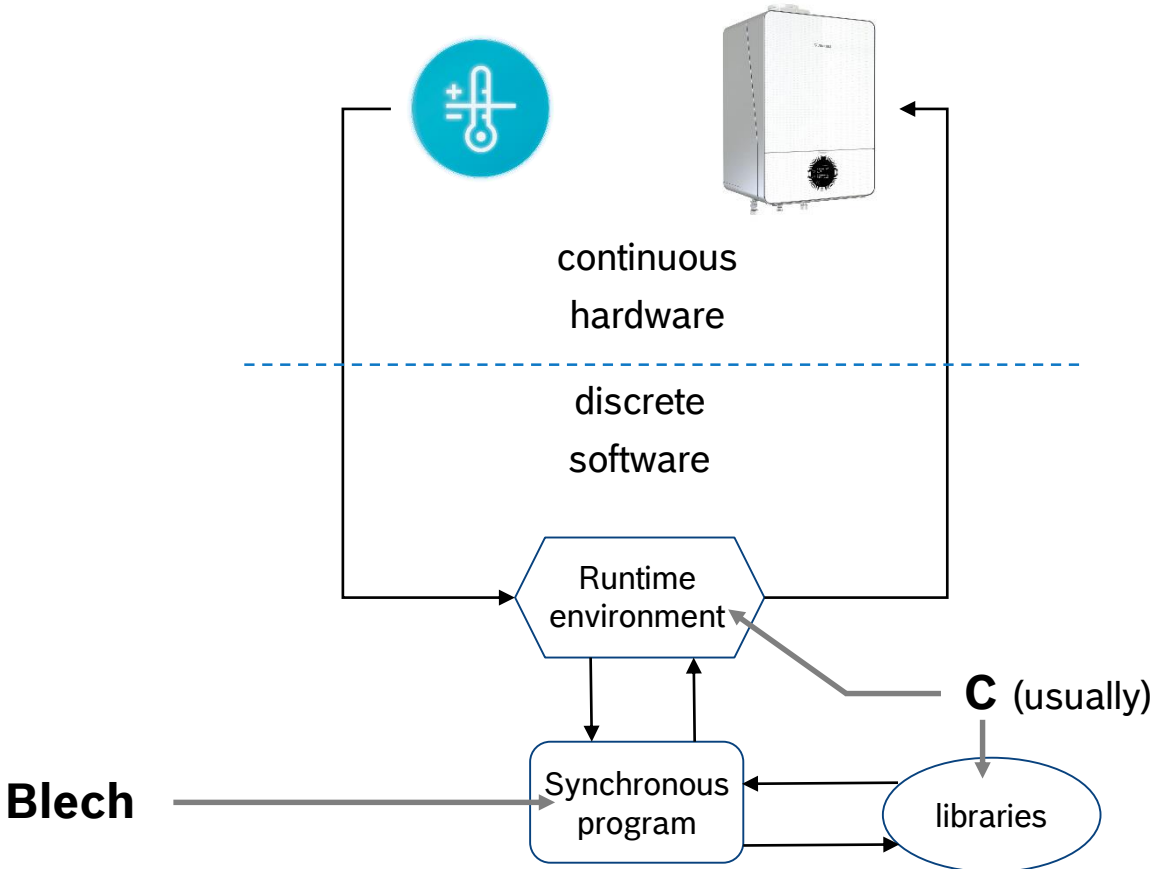 continuous
hardware
discrete
software
Runtime
environment
C (usually)
Blech
Synchronous
program
libraries